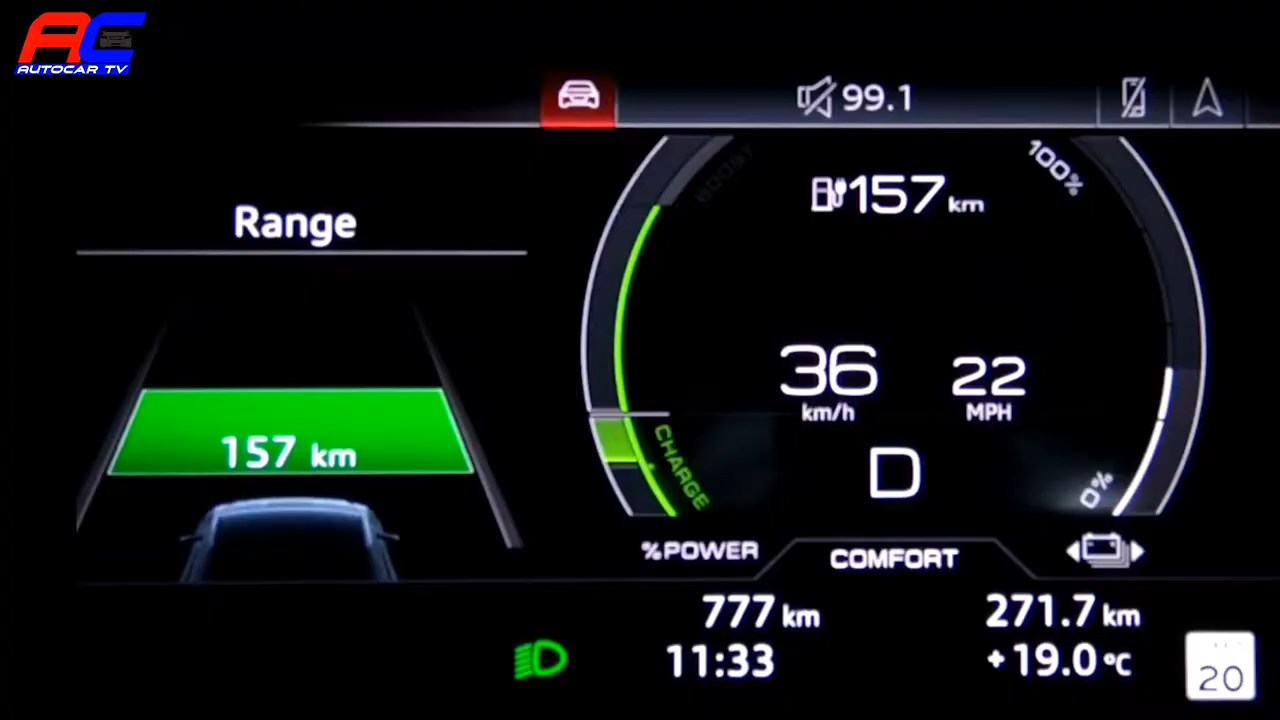 AC
AUTOCAR TV
99.1
BOOST
100%
157 km
Range
157 km
36
km/h
22
MPH
CHARGE
D
0%
%POWER
COMFORT
777 km
271.7 km
11:33
+19.0 °C
20